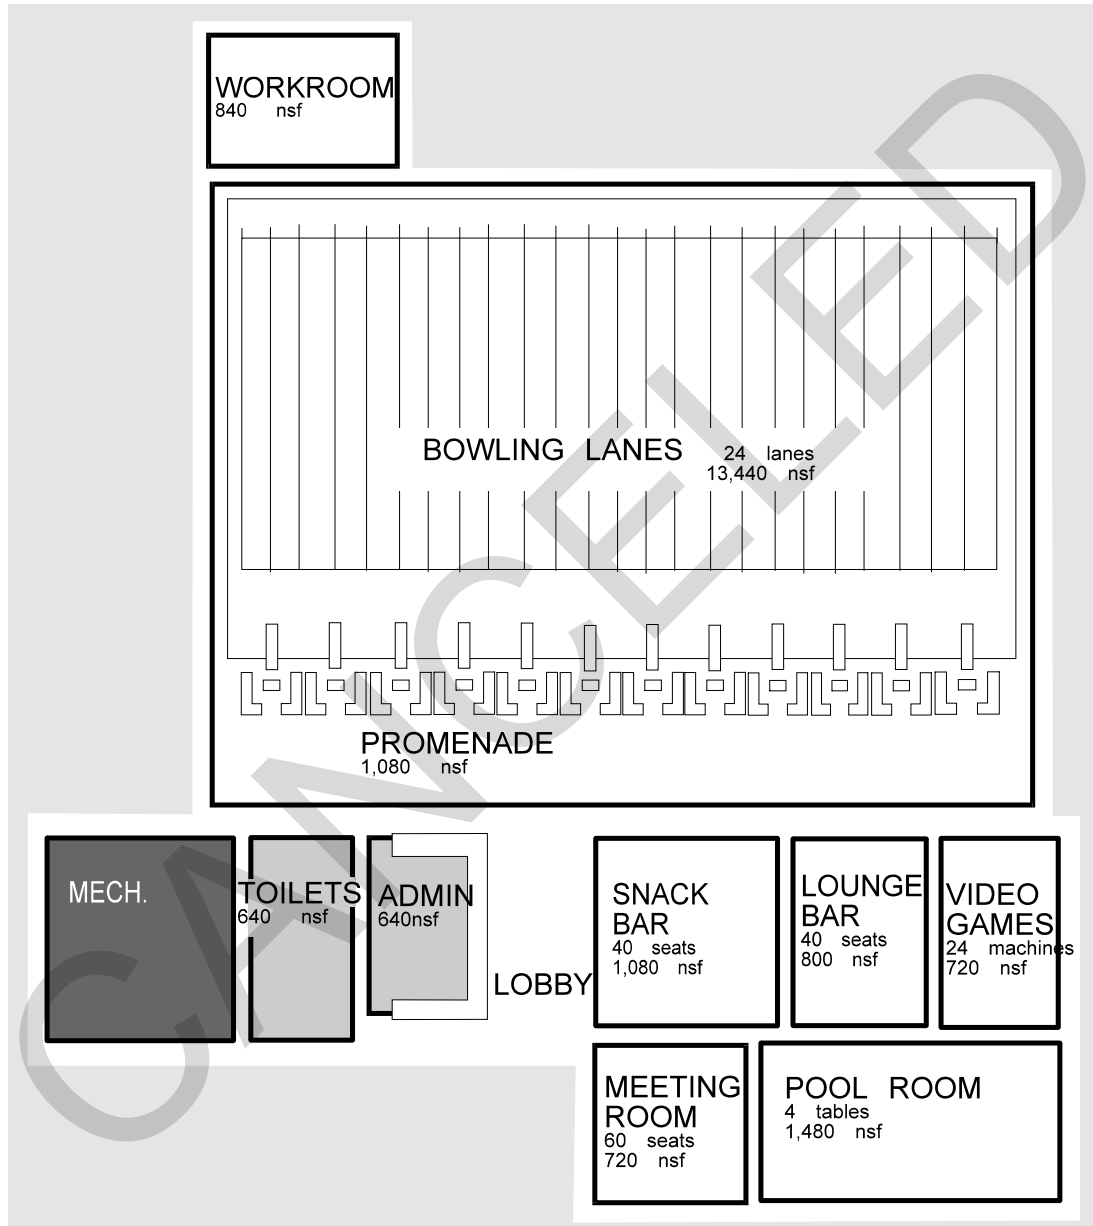 WORKROOM
840 nsf
BOWLING LANES
24 lanes
13,440 nsf
PROMENADE
1,080 nsf
MECH.
TOILETS
640 nsf
ADMIN
640nsf
LOBBY
SNACK
BAR
40 seats
1,080 nsf
LOUNGE
BAR
40 seats
800 nsf
VIDEO
GAMES
24 machines
720 nsf
MEETING
ROOM
60 seats
720 nsf
POOL ROOM
4 tables
1,480 nsf
CANCELED